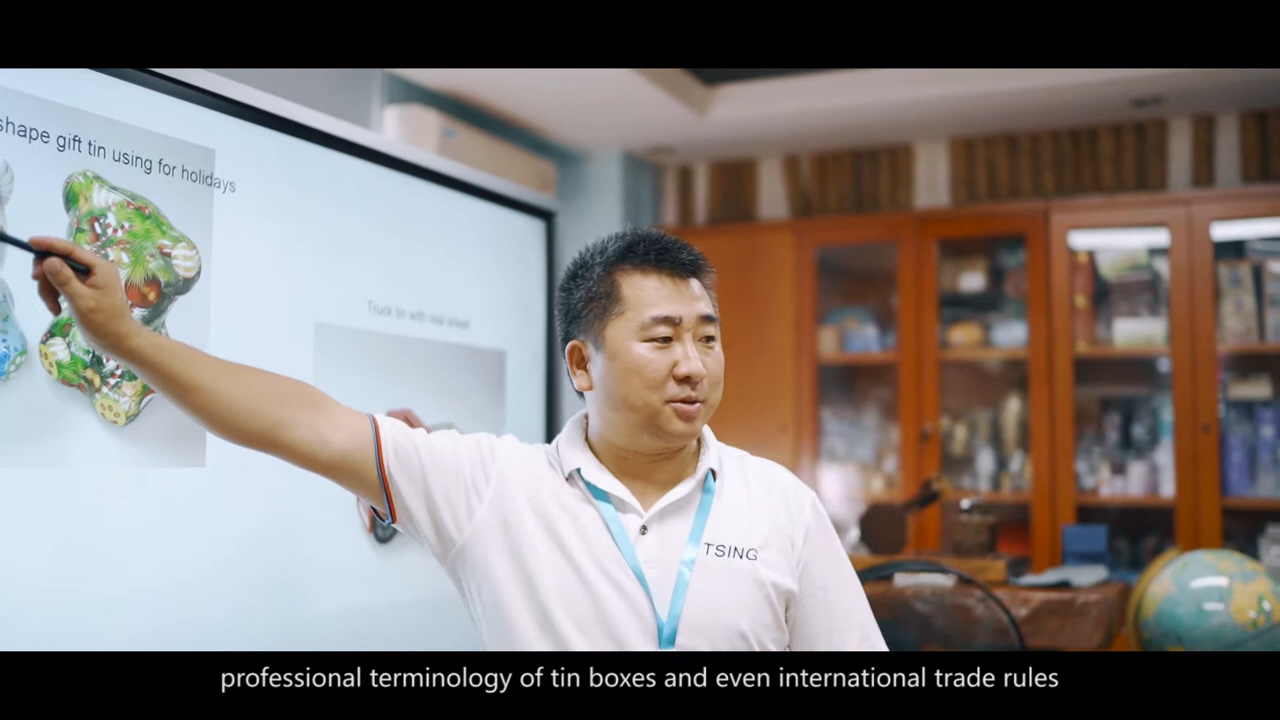 shape gift tin using for holidays
Truck tin with real wheel
TSING
professional terminology of tin boxes and even international trade rules